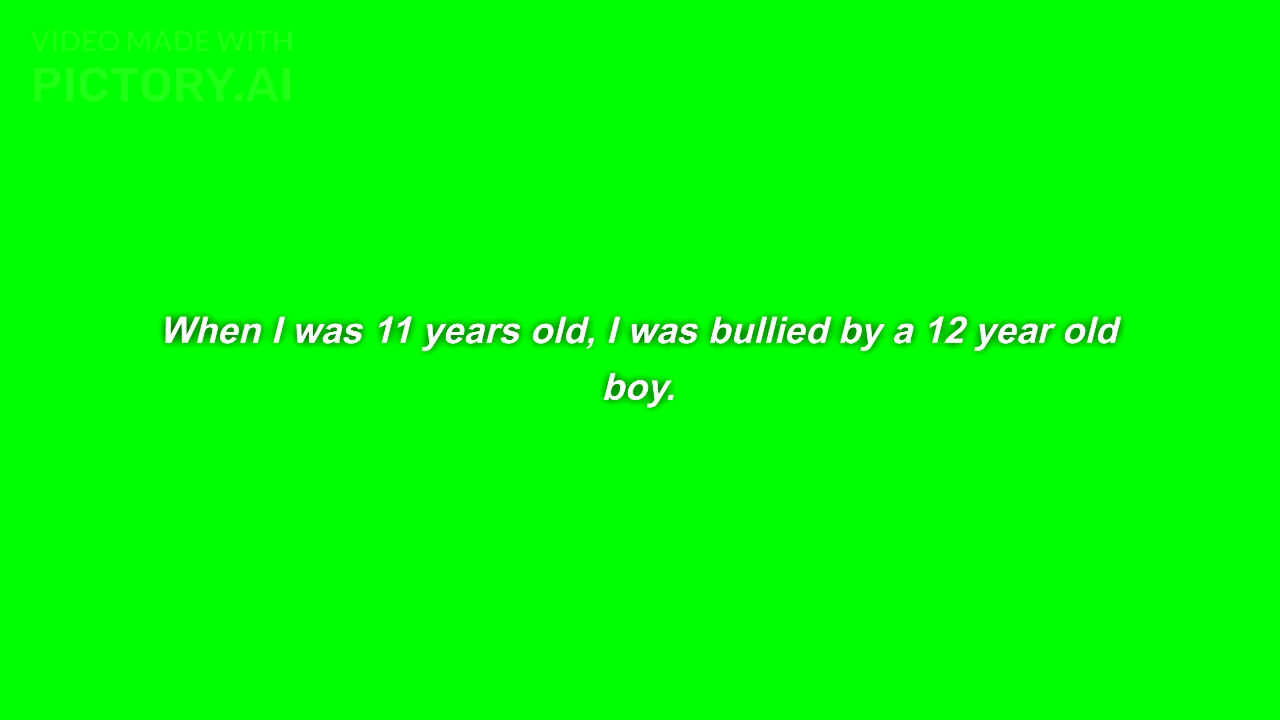 VIDEO MADE WITH
PICTORY.AI
When I was 11 years old, I was bullied by a 12 year old
boy.